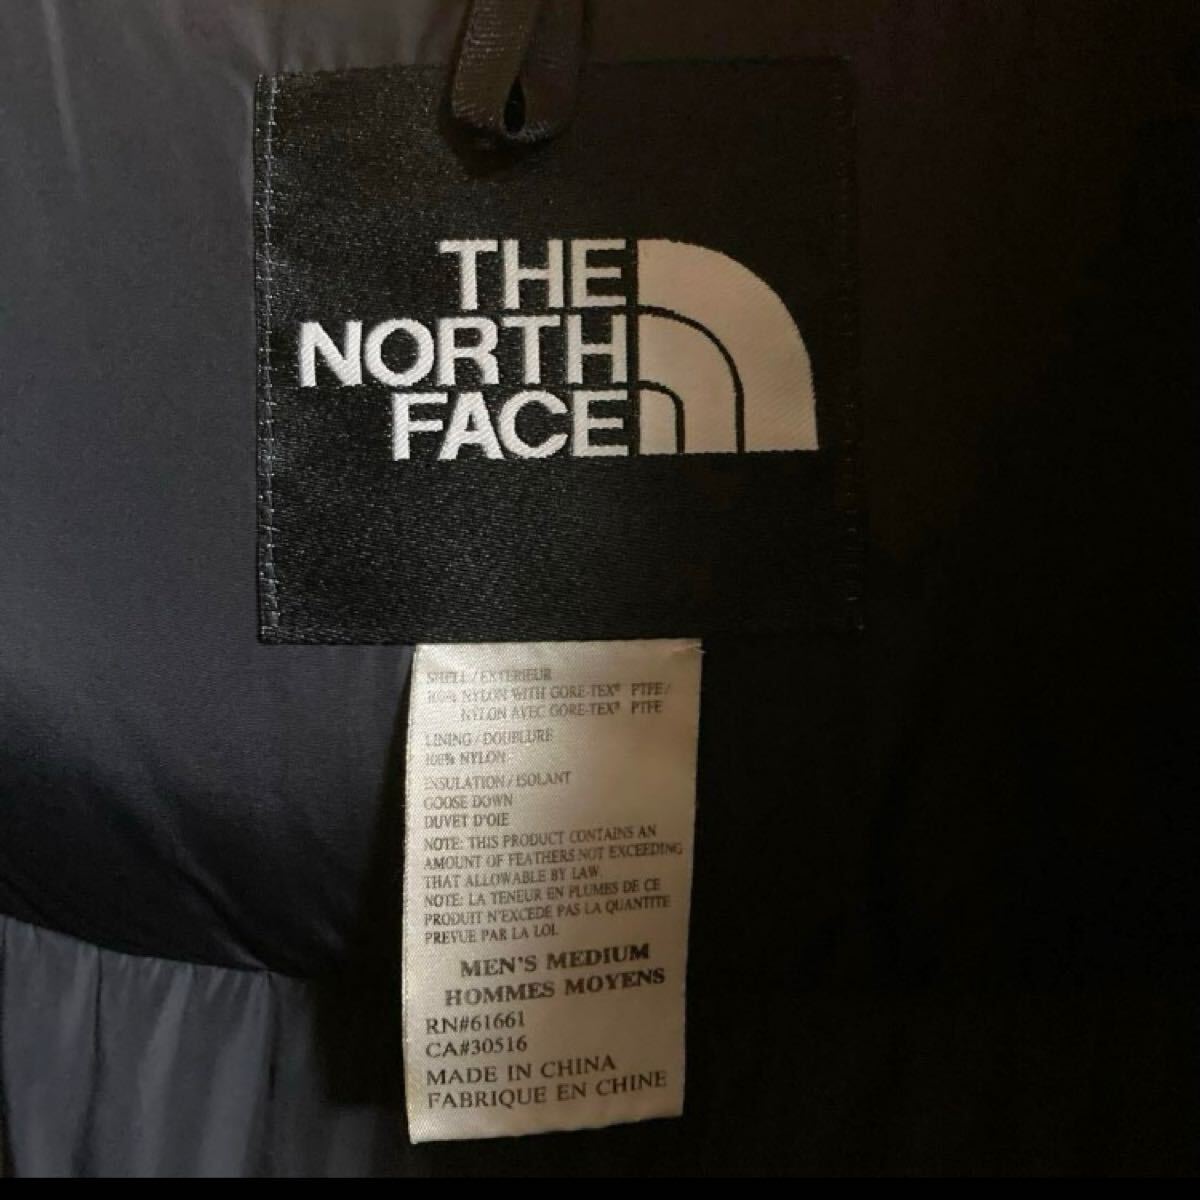 THE
NORTH
FACE
SHELL / EXTERIEUR
100% NYLON WITH GORE-TEX® PTFE /
NYLON AVEC GORE-TEX® PTFE
LINING / DOUBLURE
100% NYLON
INSULATION / ISOLANT
GOOSE DOWN
DUVET D'OIE
NOTE: THIS PRODUCT CONTAINS AN
AMOUNT OF FEATHERS NOT EXCEEDING
THAT ALLOWABLE BY LAW.
NOTE: LA TENEUR EN PLUMES DE CE
PRODUIT N'EXCEDE PAS LA QUANTITE
PREVUE PAR LA LOI.
MEN'S MEDIUM
HOMMES MOYENS
RN#61661
CA#30516
MADE IN CHINA
FABRIQUE EN CHINE